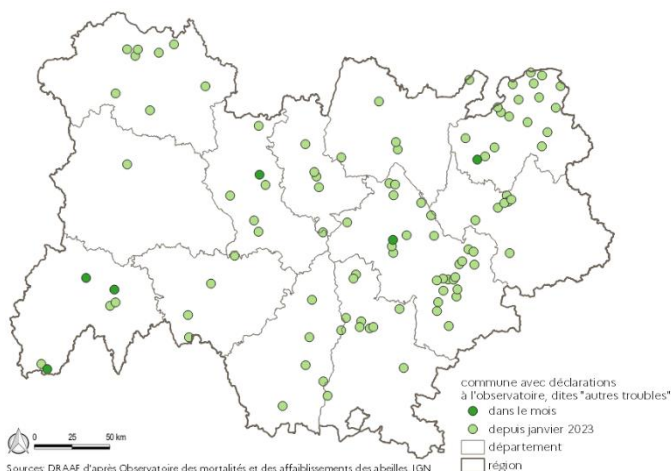 commune avec déclarations
à l'observatoire, dites "autres troubles"
dans le mois
depuis janvier 2023
département
région
0 25 50 km
Sources: DRAAF d'après Observatoire des mortalités et des affaiblissements des abeilles, IGN